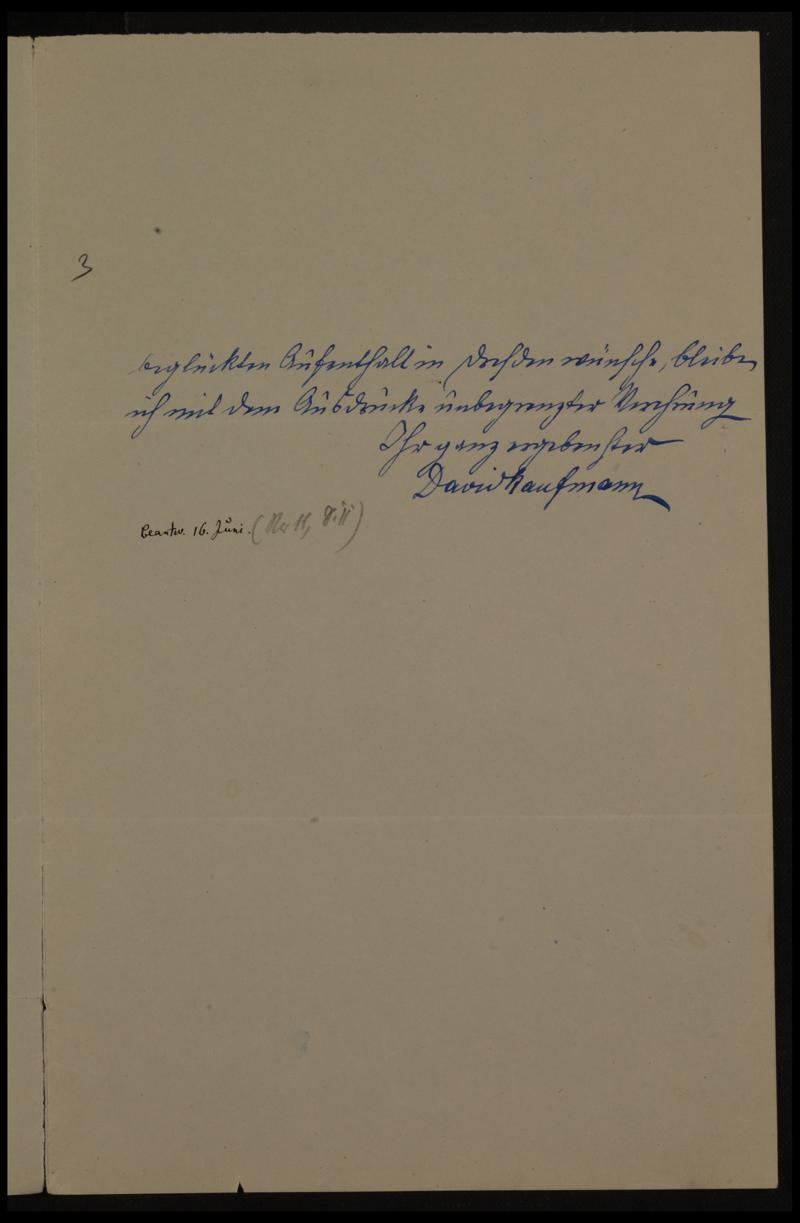 3
beglückten Aufenthalt in Dresden wünsche, bleibe
ich mit dem Ausdrucke unbegrenzter Verehrung
Ihr ganz ergebenster
David Kaufmann
beantw. 16. Juni.